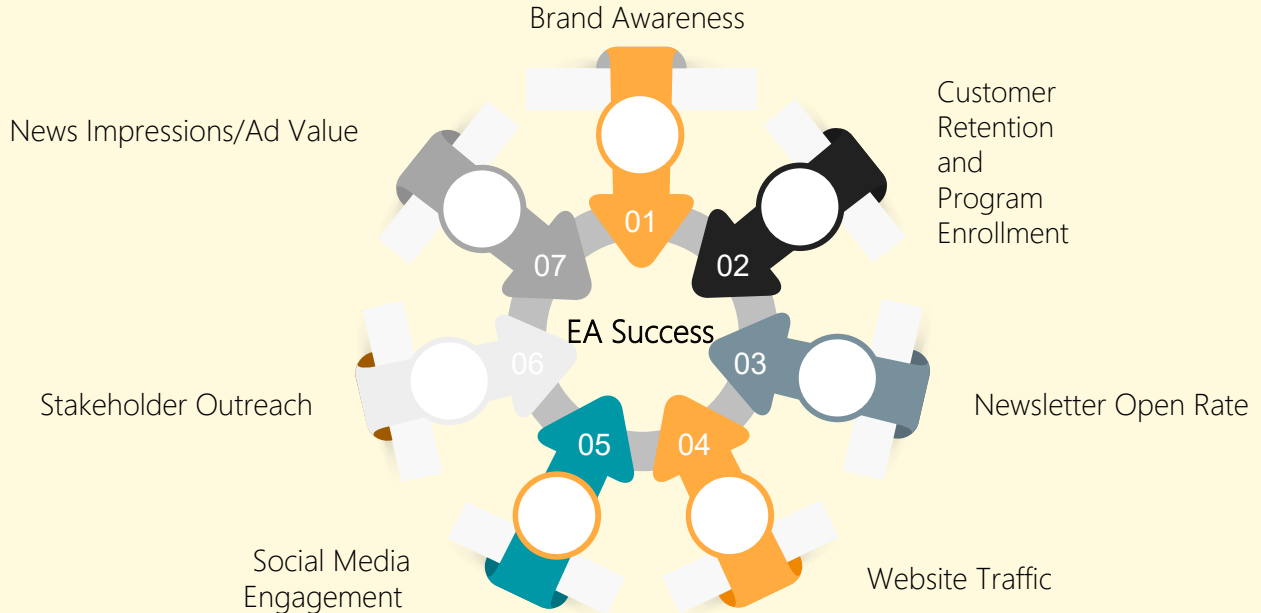 Brand Awareness
01
Customer
Retention
and
Program
Enrollment
02
Newsletter Open Rate
03
Website Traffic
04
Social Media
Engagement
05
Stakeholder Outreach
06
News Impressions/Ad Value
07
EA Success